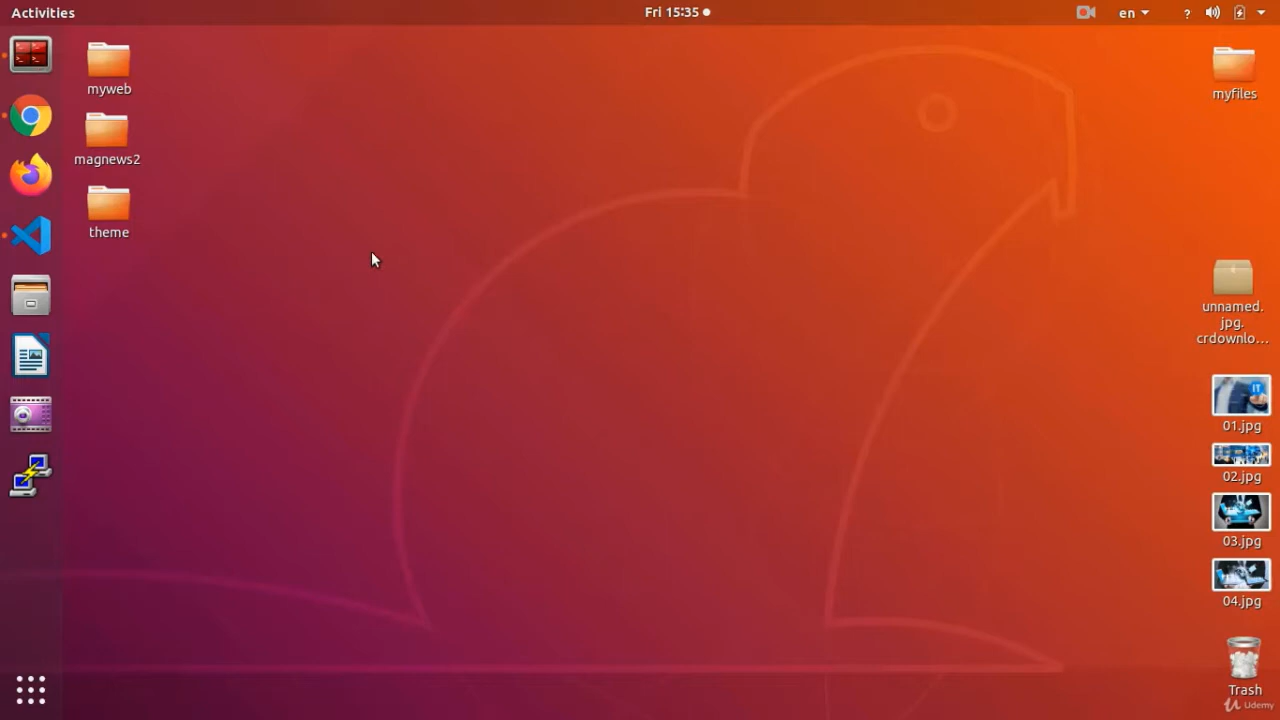 Activities
Fri 15:35
en
?
myweb
magnews2
theme
myfiles
unnamed.
jpg.
crdownlo...
IT
01.jpg
02.jpg
03.jpg
04.jpg
Trash
Udemy